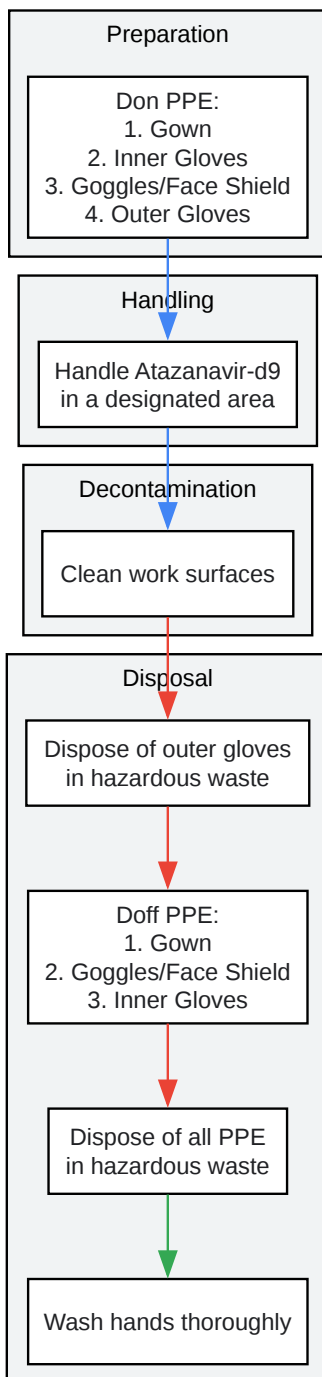 Preparation
Don PPE:
1. Gown
2. Inner Gloves
3. Goggles/Face Shield
4. Outer Gloves
Handling
Handle Atazanavir-d9
in a designated area
Decontamination
Clean work surfaces
Disposal
Dispose of outer gloves
in hazardous waste
Doff PPE:
1. Gown
2. Goggles/Face Shield
3. Inner Gloves
Dispose of all PPE
in hazardous waste
Wash hands thoroughly